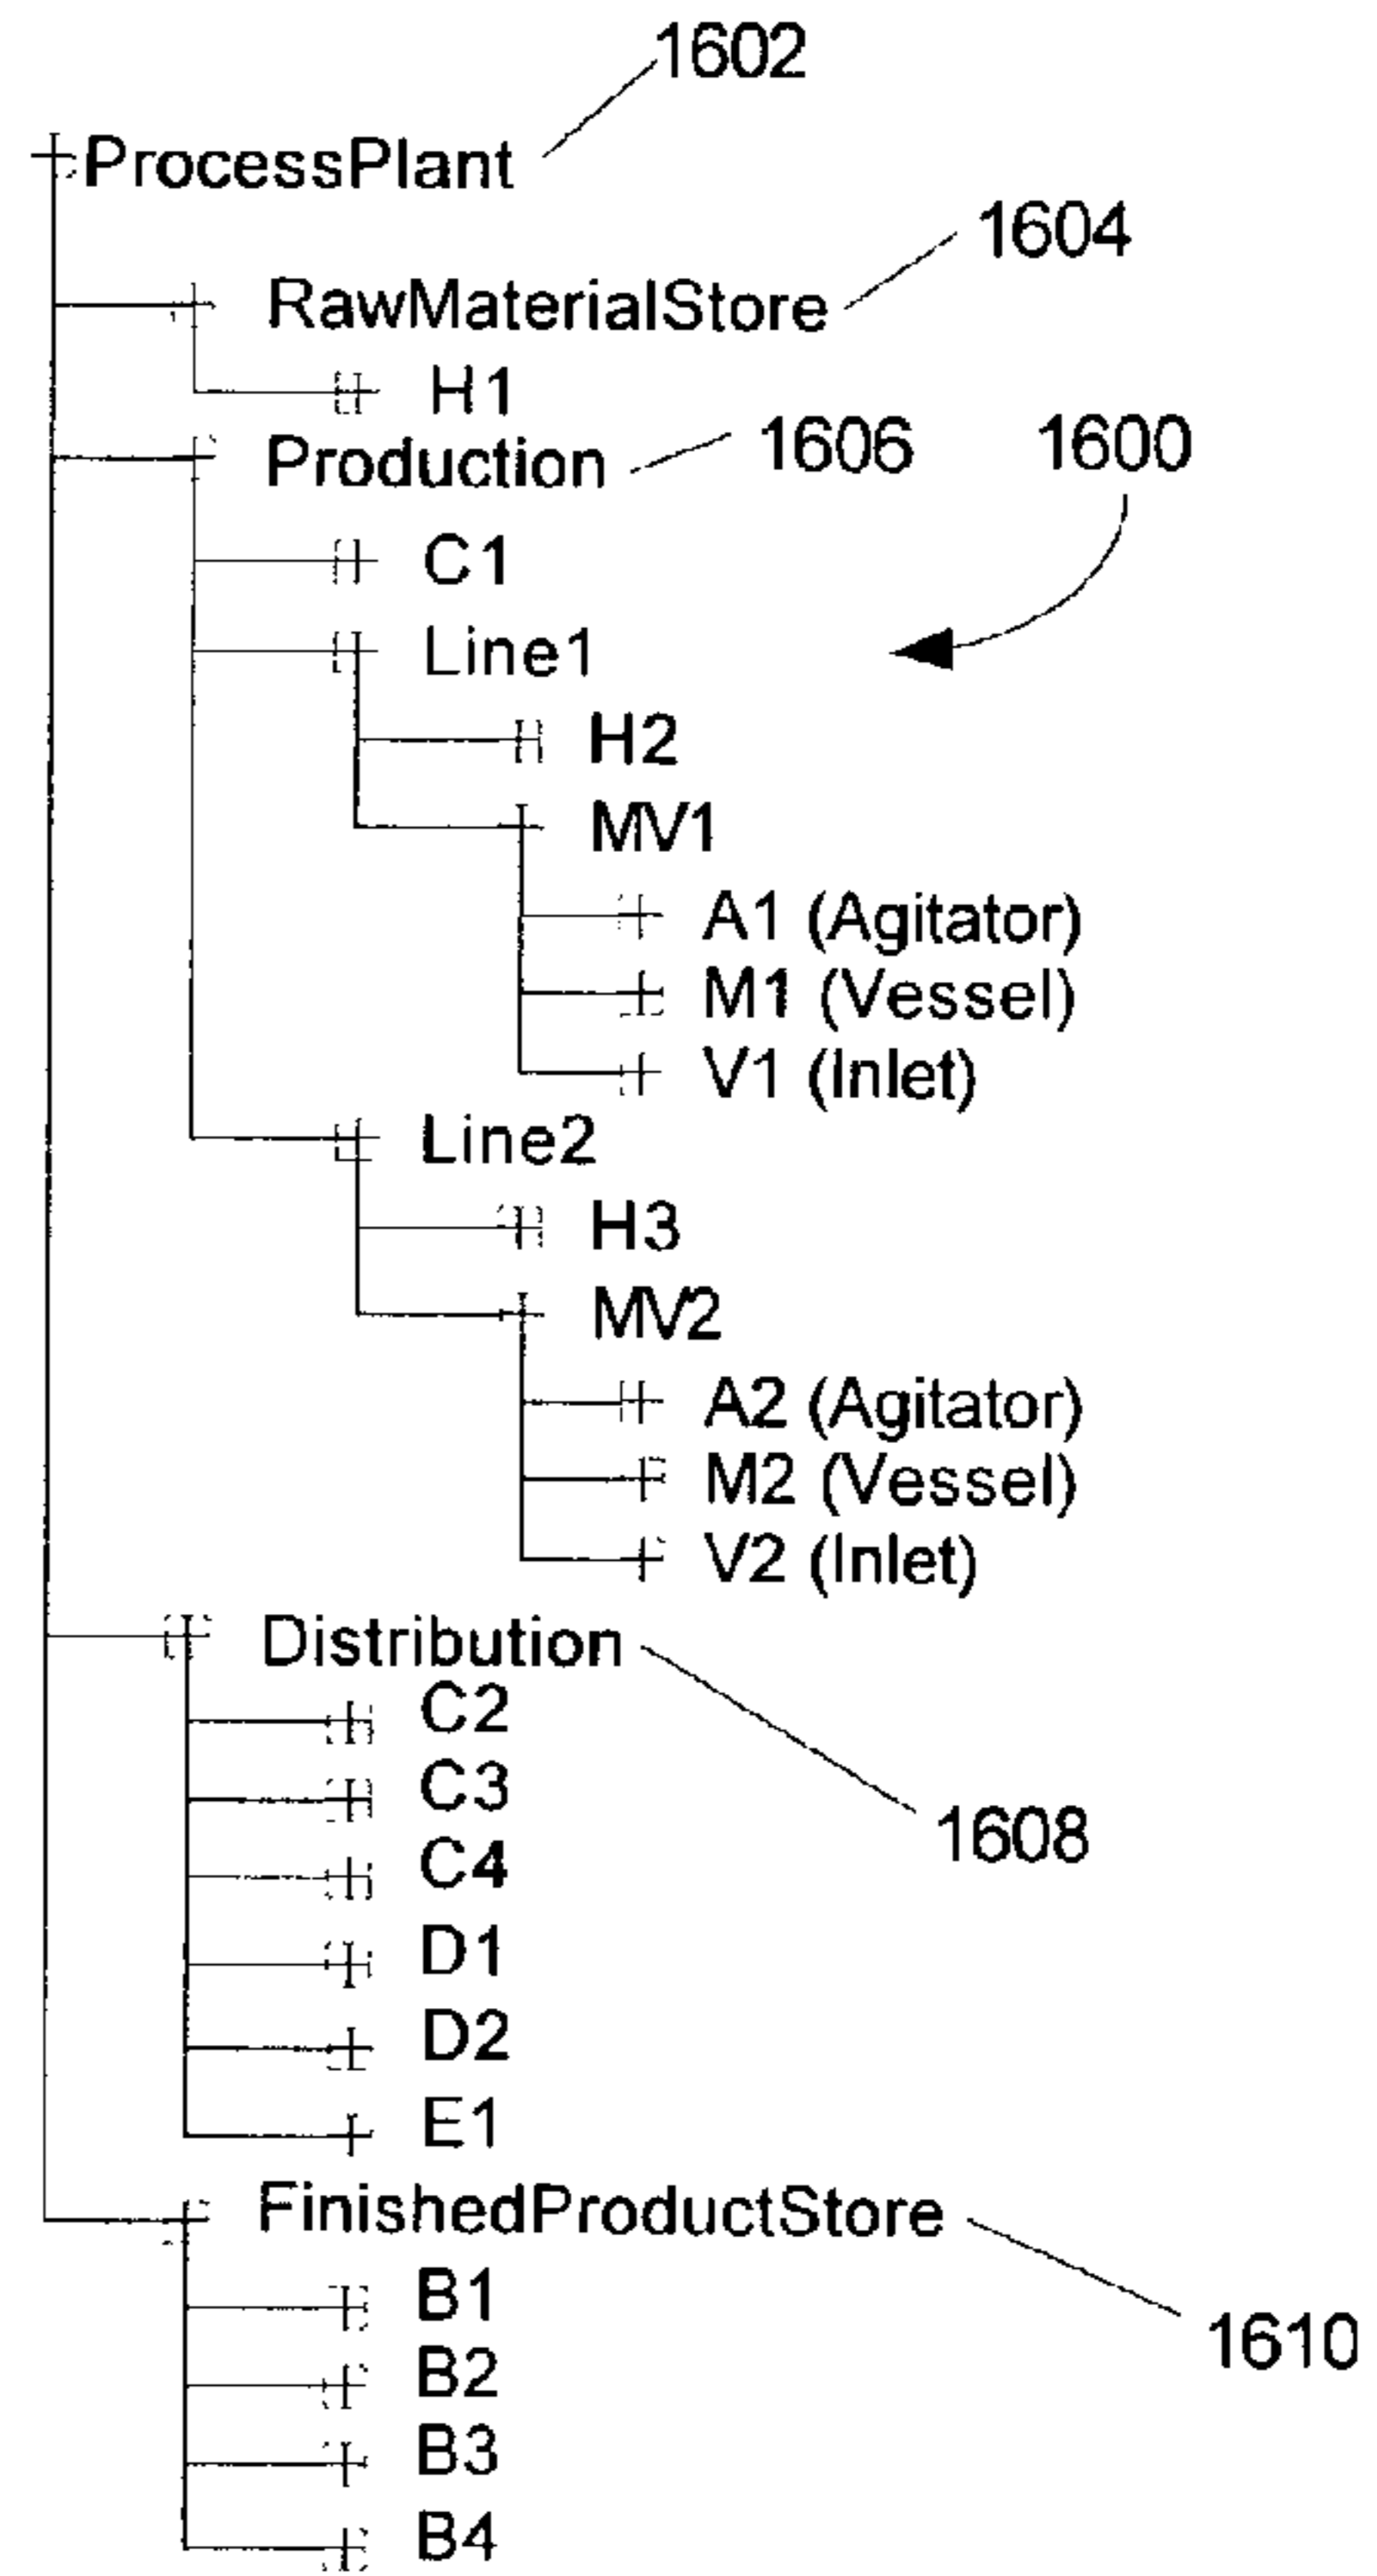 1602
ProcessPlant
1604
RawMaterialStore
H1
Production 1606 1600
C1
Line1
H2
MV1
A1 (Agitator)
M1 (Vessel)
V1 (Inlet)
Line2
H3
MV2
A2 (Agitator)
M2 (Vessel)
V2 (Inlet)
Distribution
C2
C3
1608
C4
D1
D2
E1
FinishedProductStore
B1
1610
B2
B3
B4